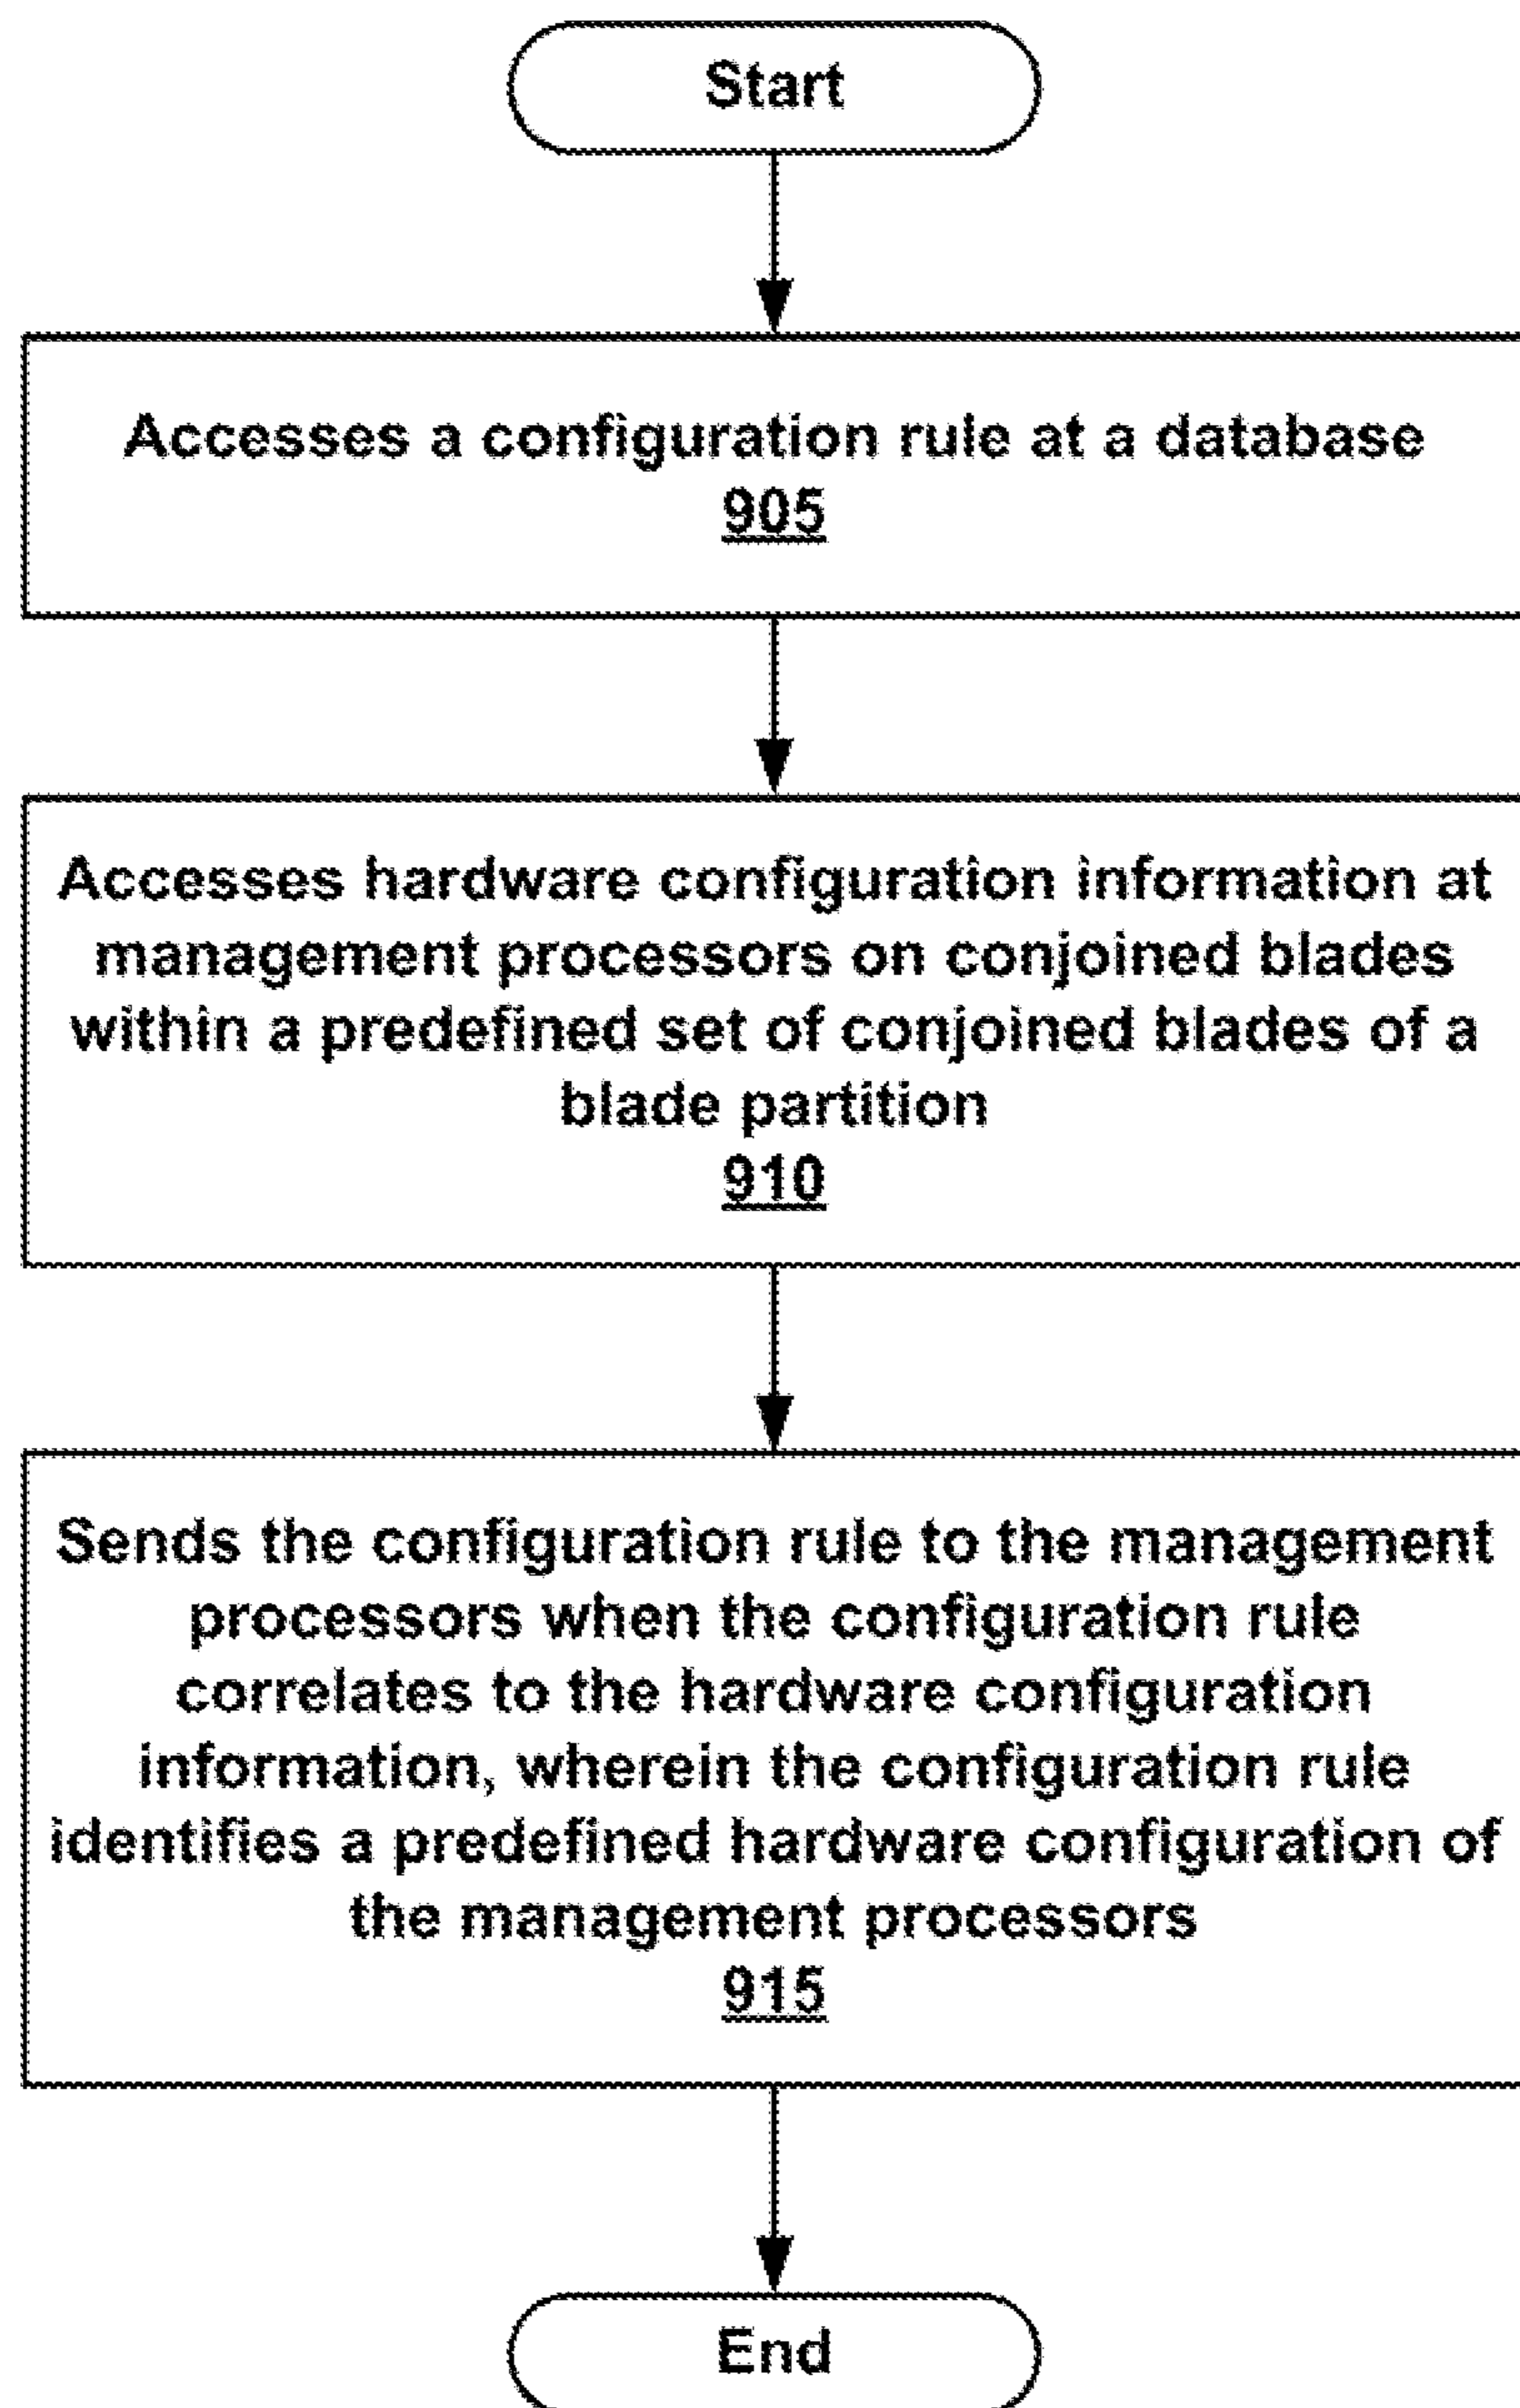 Start
Accesses a configuration rule at a database
905
Accesses hardware configuration information at
management processors on conjoined blades
within a predefined set of conjoined blades of a
blade partition
910
Sends the configuration rule to the management
processors when the configuration rule
correlates to the hardware configuration
information, wherein the configuration rule
identifies a predefined hardware configuration of
the management processors
915
End